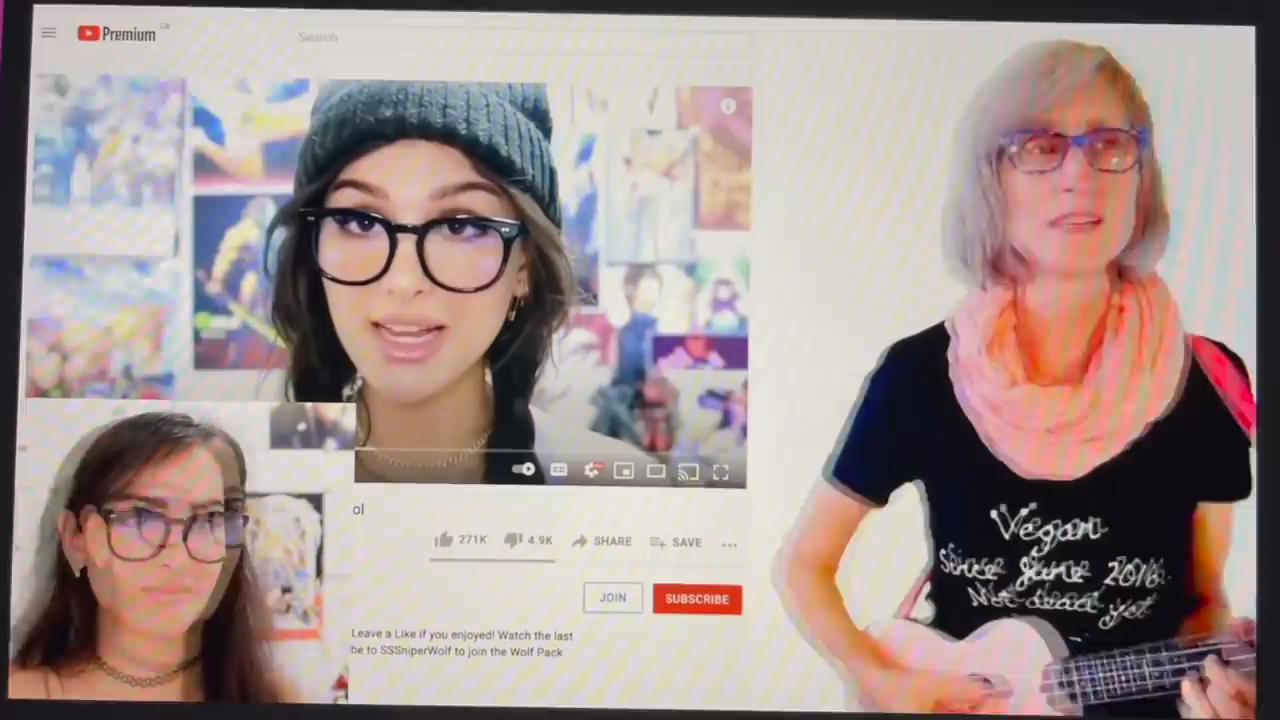 Premium CA
Search
ol
271K 4.9K SHARE SAVE
JOIN SUBSCRIBE
Leave a Like if you enjoyed! Watch the last
be to SSSniperWolf to join the Wolf Pack
Vegan
Since June 2016.
Not dead yet